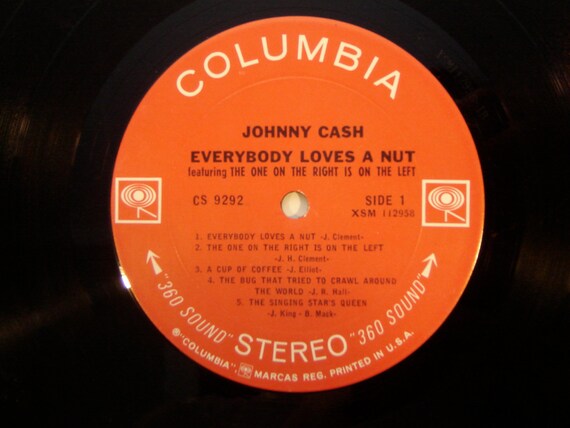 COLUMBIA
JOHNNY CASH
EVERYBODY LOVES A NUT
featuring THE ONE ON THE RIGHT IS ON THE LEFT
CS 9292
SIDE 1
XSM 112958
1. EVERYBODY LOVES A NUT -J. Clement-
2. THE ONE ON THE RIGHT IS ON THE LEFT
-J. H. Clement-
3. A CUP OF COFFEE -J. Elliot-
4. THE BUG THAT TRIED TO CRAWL AROUND
THE WORLD -J. R. Hall-
5. THE SINGING STAR'S QUEEN
-J. King - B. Mack-
"360 SOUND" STEREO "360 SOUND"
℗ "COLUMBIA", MARCAS REG. PRINTED IN U.S.A.